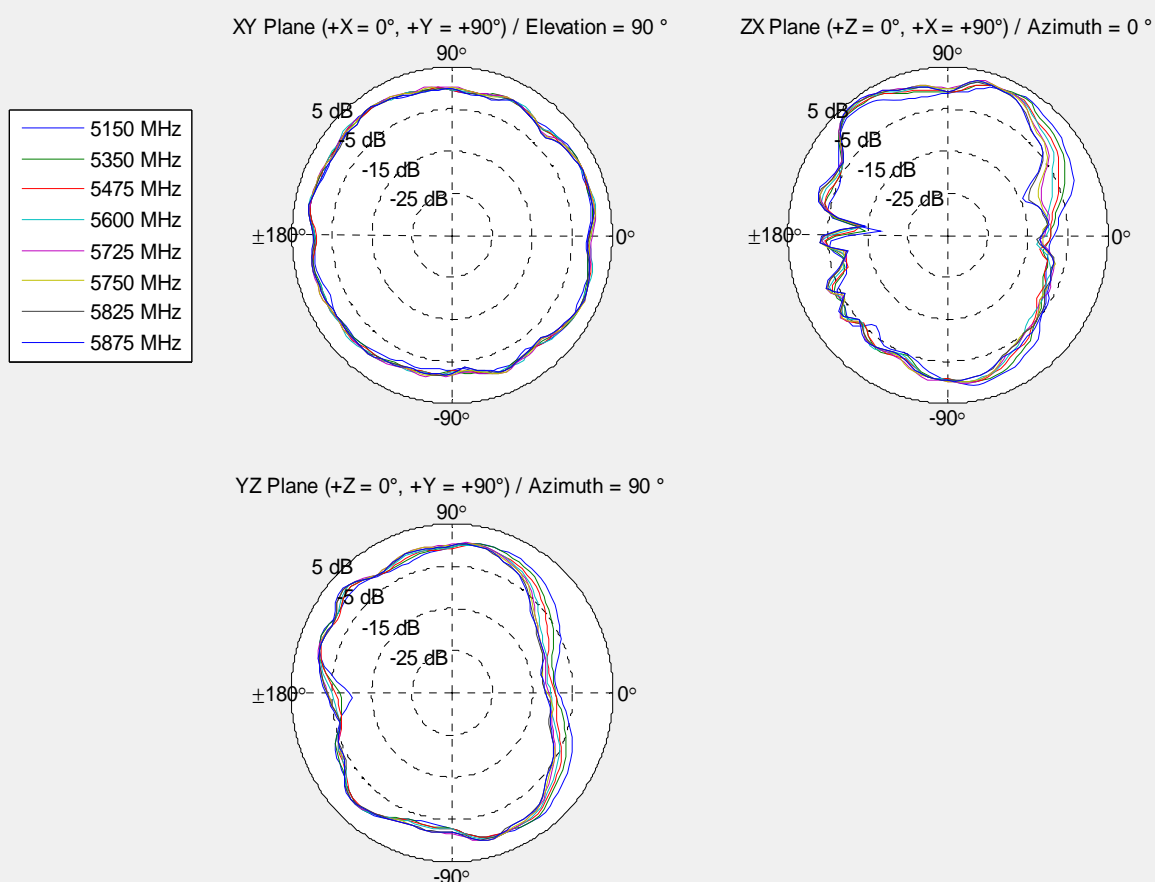 XY Plane (+X = 0°, +Y = +90°) / Elevation = 90 °
90°
5 dB
-5 dB
-15 dB
-25 dB
±180°
0°
-90°
ZX Plane (+Z = 0°, +X = +90°) / Azimuth = 0 °
90°
5 dB
-5 dB
-15 dB
-25 dB
±180°
0°
-90°
5150 MHz
5350 MHz
5475 MHz
5600 MHz
5725 MHz
5750 MHz
5825 MHz
5875 MHz
YZ Plane (+Z = 0°, +Y = +90°) / Azimuth = 90 °
90°
5 dB
-5 dB
-15 dB
-25 dB
±180°
0°
-90°